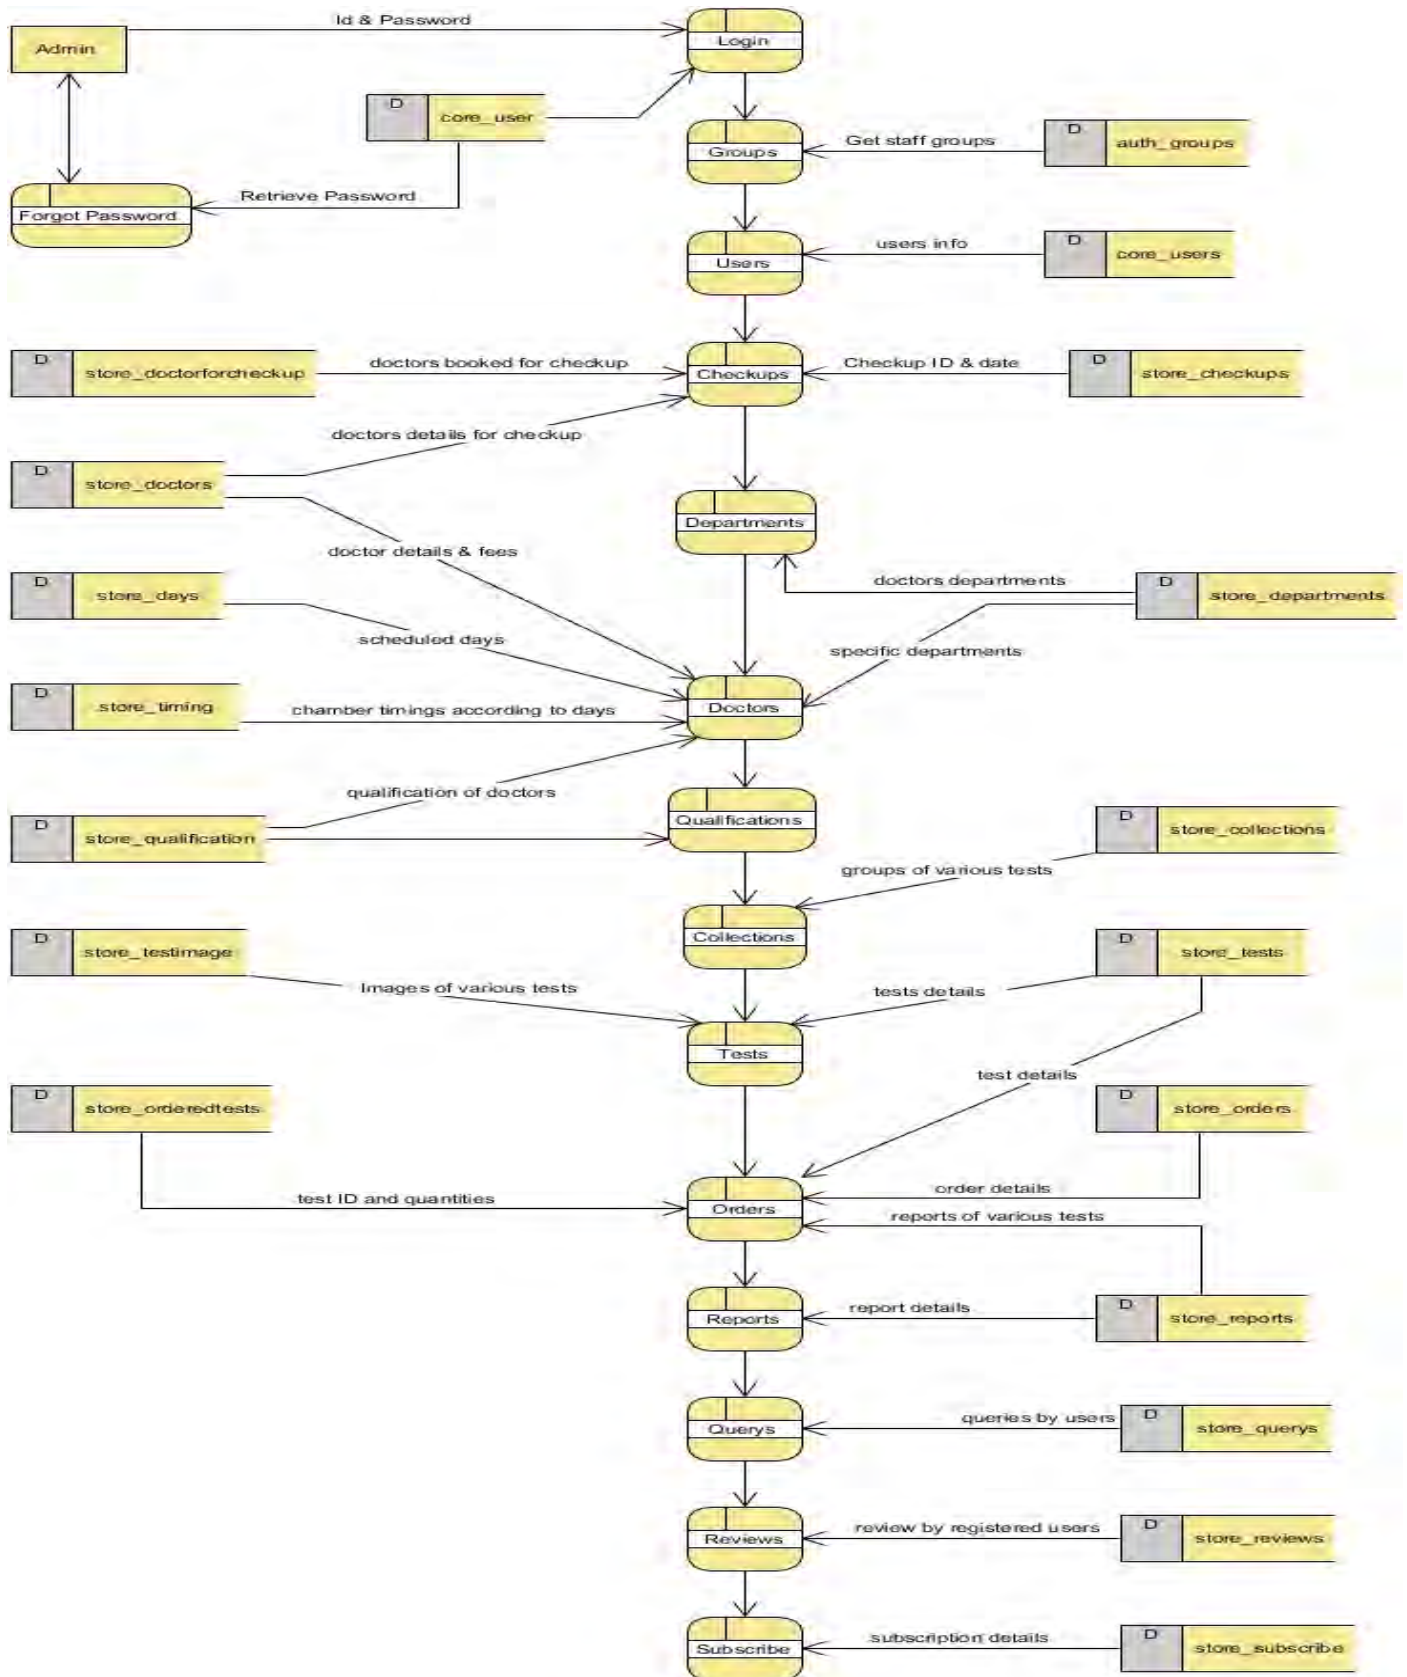 Id & Password
Admin
Login
D
core_user
D
auth_groups
Get staff groups
Groups
Retrieve Password
Forgot Password
D
core_users
users info
Users
D
store_doctorforcheckup
doctors booked for checkup
Checkups
Checkup ID & date
D
store_checkups
doctors details for checkup
D
store_doctors
Departments
doctor details & fees
D
store_days
doctors departments
D
store_departments
scheduled days
specific departments
D
store_timing
chamber timings according to days
Doctors
qualification of doctors
D
store_qualification
Qualifications
D
store_collections
groups of various tests
Collections
D
store_testimage
Images of various tests
D
store_tests
tests details
Tests
test details
D
store_orderedtests
D
store_orders
test ID and quantities
order details
Orders
reports of various tests
report details
Reports
D
store_reports
queries by users
Querys
D
store_querys
review by registered users
Reviews
D
store_reviews
subscription details
Subscribe
D
store_subscribe